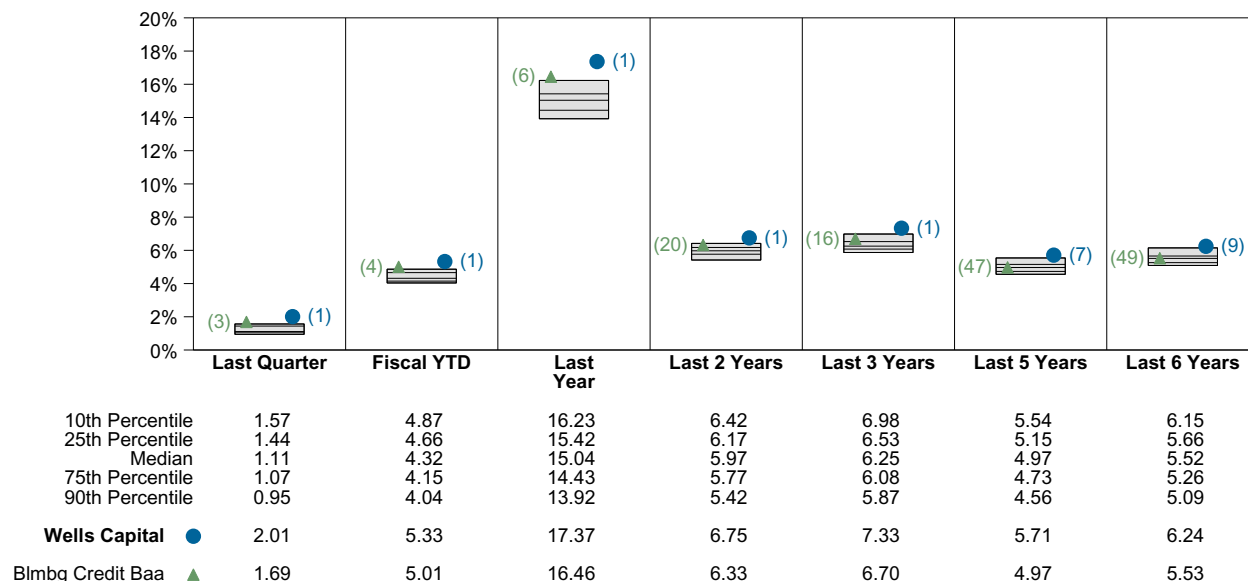 20%
18%
16%
14%
12%
10%
8%
6%
4%
2%
0%
(3) (1)
(4) (1)
(6) (1)
(20) (1)
(16) (1)
(47) (7)
(49) (9)
Last Quarter Fiscal YTD Last Year Last 2 Years Last 3 Years Last 5 Years Last 6 Years
10th Percentile 1.57 4.87 16.23 6.42 6.98 5.54 6.15
25th Percentile 1.44 4.66 15.42 6.17 6.53 5.15 5.66
Median 1.11 4.32 15.04 5.97 6.25 4.97 5.52
75th Percentile 1.07 4.15 14.43 5.77 6.08 4.73 5.26
90th Percentile 0.95 4.04 13.92 5.42 5.87 4.56 5.09
Wells Capital 2.01 5.33 17.37 6.75 7.33 5.71 6.24
Blmbg Credit Baa 1.69 5.01 16.46 6.33 6.70 4.97 5.53